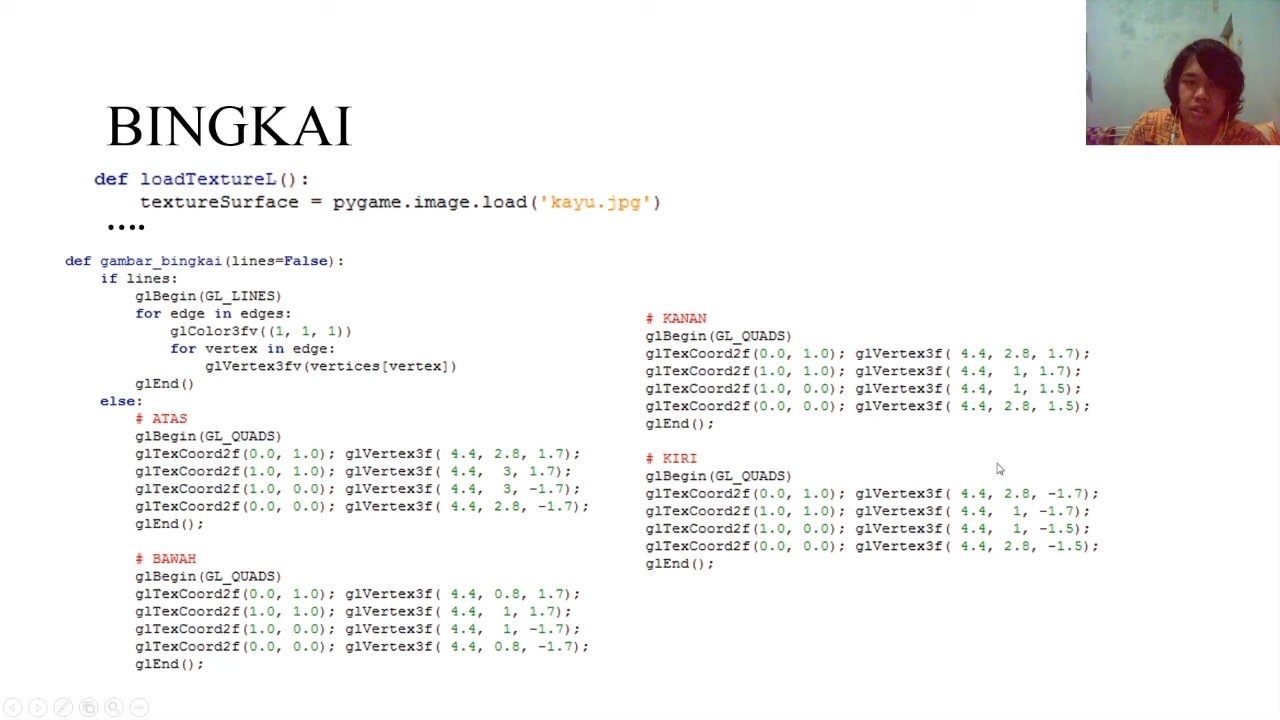 BINGKAI
def loadTextureL():
textureSurface = pygame.image.load('kayu.jpg')
....
def gambar_bingkai(lines=False):
if lines:
glBegin(GL_LINES)
for edge in edges:
glColor3fv((1, 1, 1))
for vertex in edge:
glVertex3fv(vertices[vertex])
glEnd()
else:
# ATAS
glBegin(GL_QUADS)
glTexCoord2f(0.0, 1.0); glVertex3f( 4.4, 2.8, 1.7);
glTexCoord2f(1.0, 1.0); glVertex3f( 4.4, 3, 1.7);
glTexCoord2f(1.0, 0.0); glVertex3f( 4.4, 3, -1.7);
glTexCoord2f(0.0, 0.0); glVertex3f( 4.4, 2.8, -1.7);
glEnd();
# BAWAH
glBegin(GL_QUADS)
glTexCoord2f(0.0, 1.0); glVertex3f( 4.4, 0.8, 1.7);
glTexCoord2f(1.0, 1.0); glVertex3f( 4.4, 1, 1.7);
glTexCoord2f(1.0, 0.0); glVertex3f( 4.4, 1, -1.7);
glTexCoord2f(0.0, 0.0); glVertex3f( 4.4, 0.8, -1.7);
glEnd();
# KANAN
glBegin(GL_QUADS)
glTexCoord2f(0.0, 1.0); glVertex3f( 4.4, 2.8, 1.7);
glTexCoord2f(1.0, 1.0); glVertex3f( 4.4, 1, 1.7);
glTexCoord2f(1.0, 0.0); glVertex3f( 4.4, 1, 1.5);
glTexCoord2f(0.0, 0.0); glVertex3f( 4.4, 2.8, 1.5);
glEnd();
# KIRI
glBegin(GL_QUADS)
glTexCoord2f(0.0, 1.0); glVertex3f( 4.4, 2.8, -1.7);
glTexCoord2f(1.0, 1.0); glVertex3f( 4.4, 1, -1.7);
glTexCoord2f(1.0, 0.0); glVertex3f( 4.4, 1, -1.5);
glTexCoord2f(0.0, 0.0); glVertex3f( 4.4, 2.8, -1.5);
glEnd();